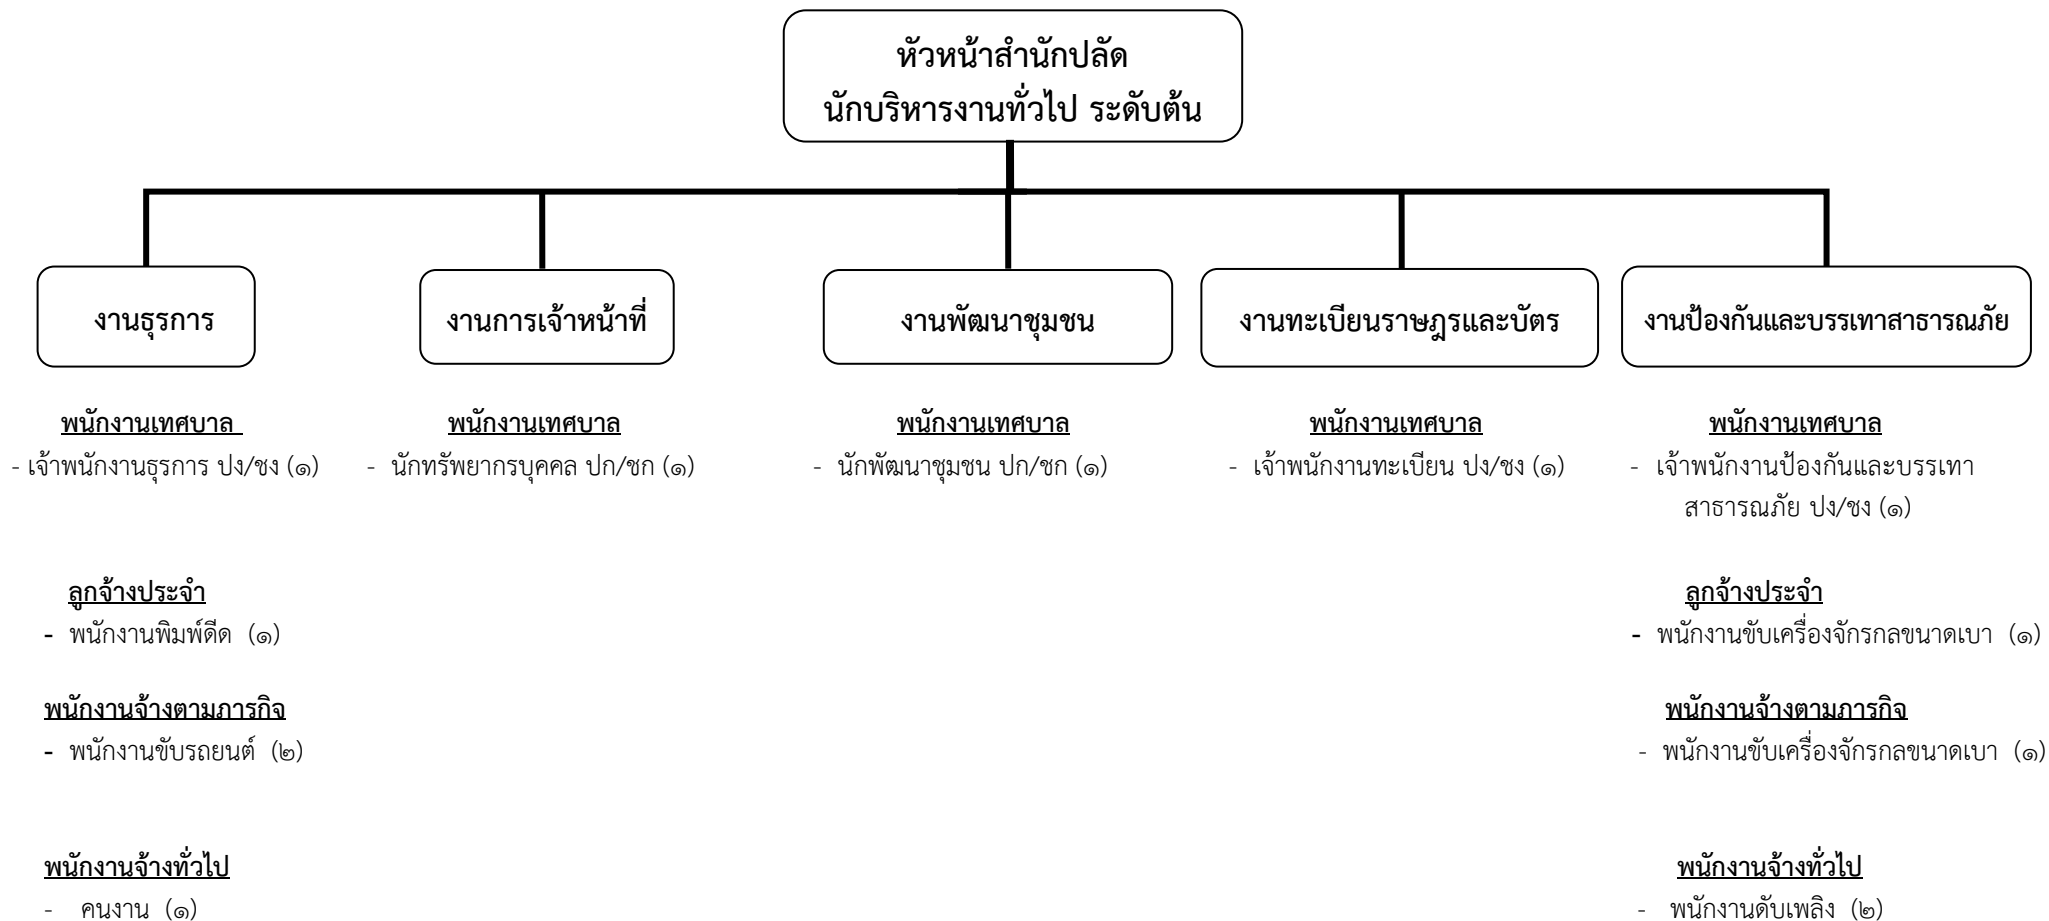 หัวหน้าสำนักปลัด
นักบริหารงานทั่วไป ระดับต้น
งานธุรการ
งานการเจ้าหน้าที่
งานพัฒนาชุมชน
งานทะเบียนราษฎรและบัตร
งานป้องกันและบรรเทาสาธารณภัย
พนักงานเทศบาล
- เจ้าพนักงานธุรการ ปง/ชง (๑)
พนักงานเทศบาล
- นักทรัพยากรบุคคล ปก/ชก (๑)
พนักงานเทศบาล
- นักพัฒนาชุมชน ปก/ชก (๑)
พนักงานเทศบาล
- เจ้าพนักงานทะเบียน ปง/ชง (๑)
พนักงานเทศบาล
- เจ้าพนักงานป้องกันและบรรเทา
สาธารณภัย ปง/ชง (๑)
ลูกจ้างประจำ
- พนักงานพิมพ์ดีด (๑)
พนักงานจ้างตามภารกิจ
- พนักงานขับรถยนต์ (๒)
พนักงานจ้างทั่วไป
- คนงาน (๑)
ลูกจ้างประจำ
- พนักงานขับเครื่องจักรกลขนาดเบา (๑)
พนักงานจ้างตามภารกิจ
- พนักงานขับเครื่องจักรกลขนาดเบา (๑)
พนักงานจ้างทั่วไป
- พนักงานดับเพลิง (๒)